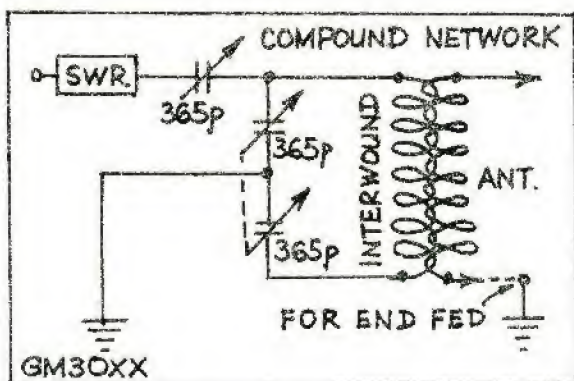 COMPOUND NETWORK
SWR
365p
365p
INTERWOUND
ANT.
365p
FOR END FED
GM3OXX